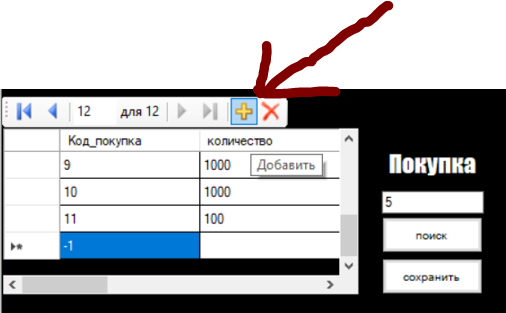 12 для 12
Код_покупка количество
9 1000
Добавить
10 1000
11 100
-1
Покупка
5
поиск
сохранить